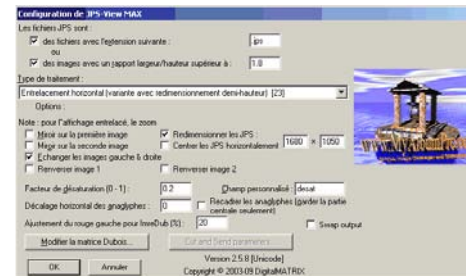 Configuration de JPS-View MAX
Les fichiers JPS sont :
des fichiers avec l'extension suivante : jps
ou
des images avec un rapport largeur/hauteur supérieur à : 1.8
Type de traitement :
Entrelacement horizontal (variante avec redimensionnement demi-hauteur) [23]
Options :
Note : pour l'affichage entrelacé, le zoom
Miroir sur la première image
Redimensionner les JPS : 1680 × 1050
Miroir sur la seconde image
Centrer les JPS horizontalement
Echanger les images gauche & droite
Renverser image 1
Renverser image 2
Facteur de désaturation (0 - 1) : 0.2
Champ personnalisé : desat
Décalage horizontal des anaglyphes : 0
Recadrer les anaglyphes (garder la partie centrale seulement)
Ajustement du rouge gauche pour InveDub (%) : 20
Swap output
Modifier la matrice Dubois...
Cut and Send parameters
Version 2.5.8 [Unicode]
OK
Annuler
Copyright © 2003-09 DigitalMATRIX